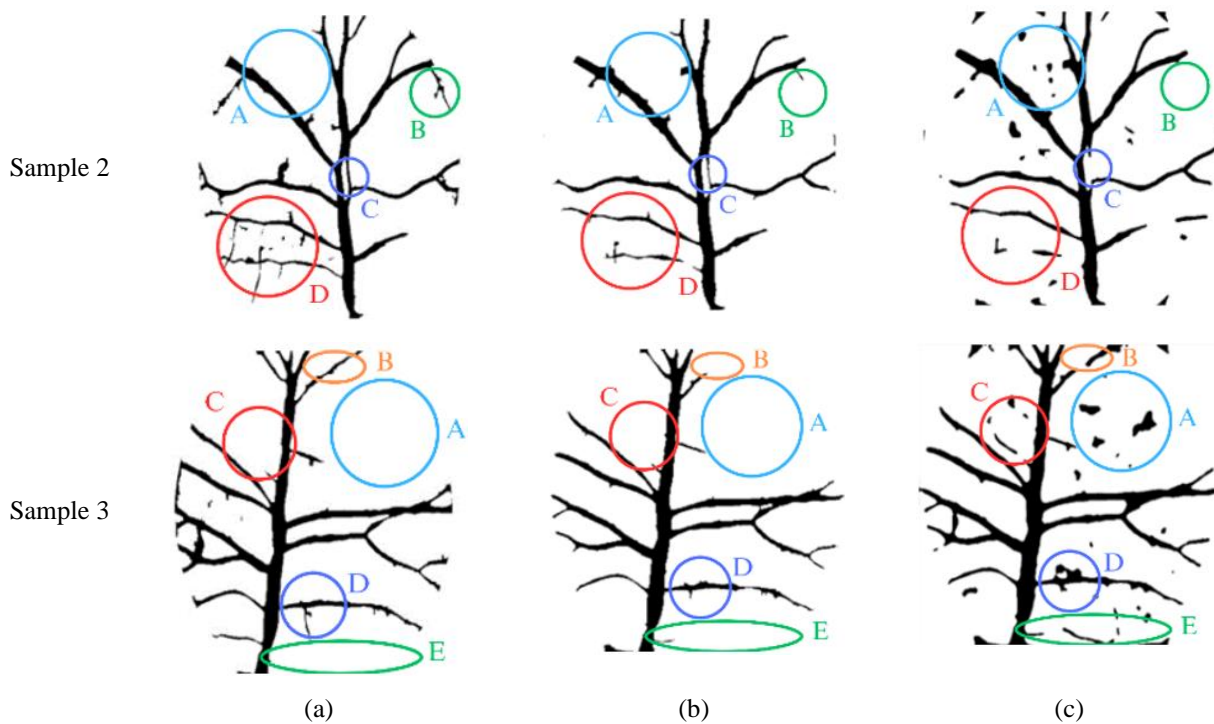 A B A B A B
Sample 2
C C C
D D D
B B B
C A C A C A
Sample 3
D D D
E E E
(a) (b) (c)